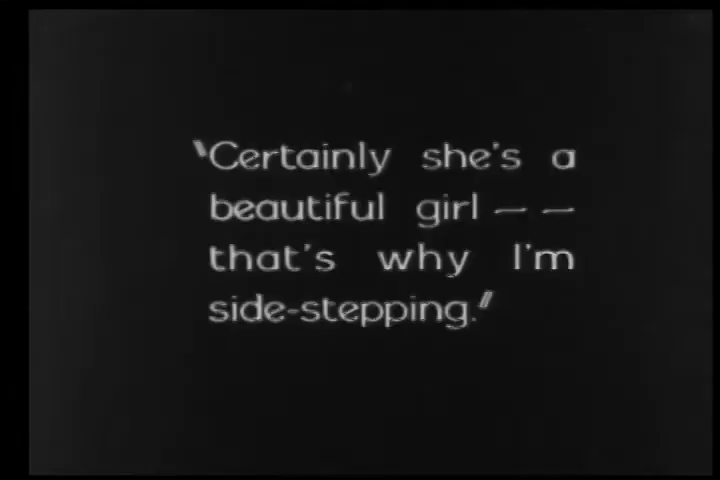 "Certainly she's a
beautiful girl – –
that's why I'm
side-stepping."